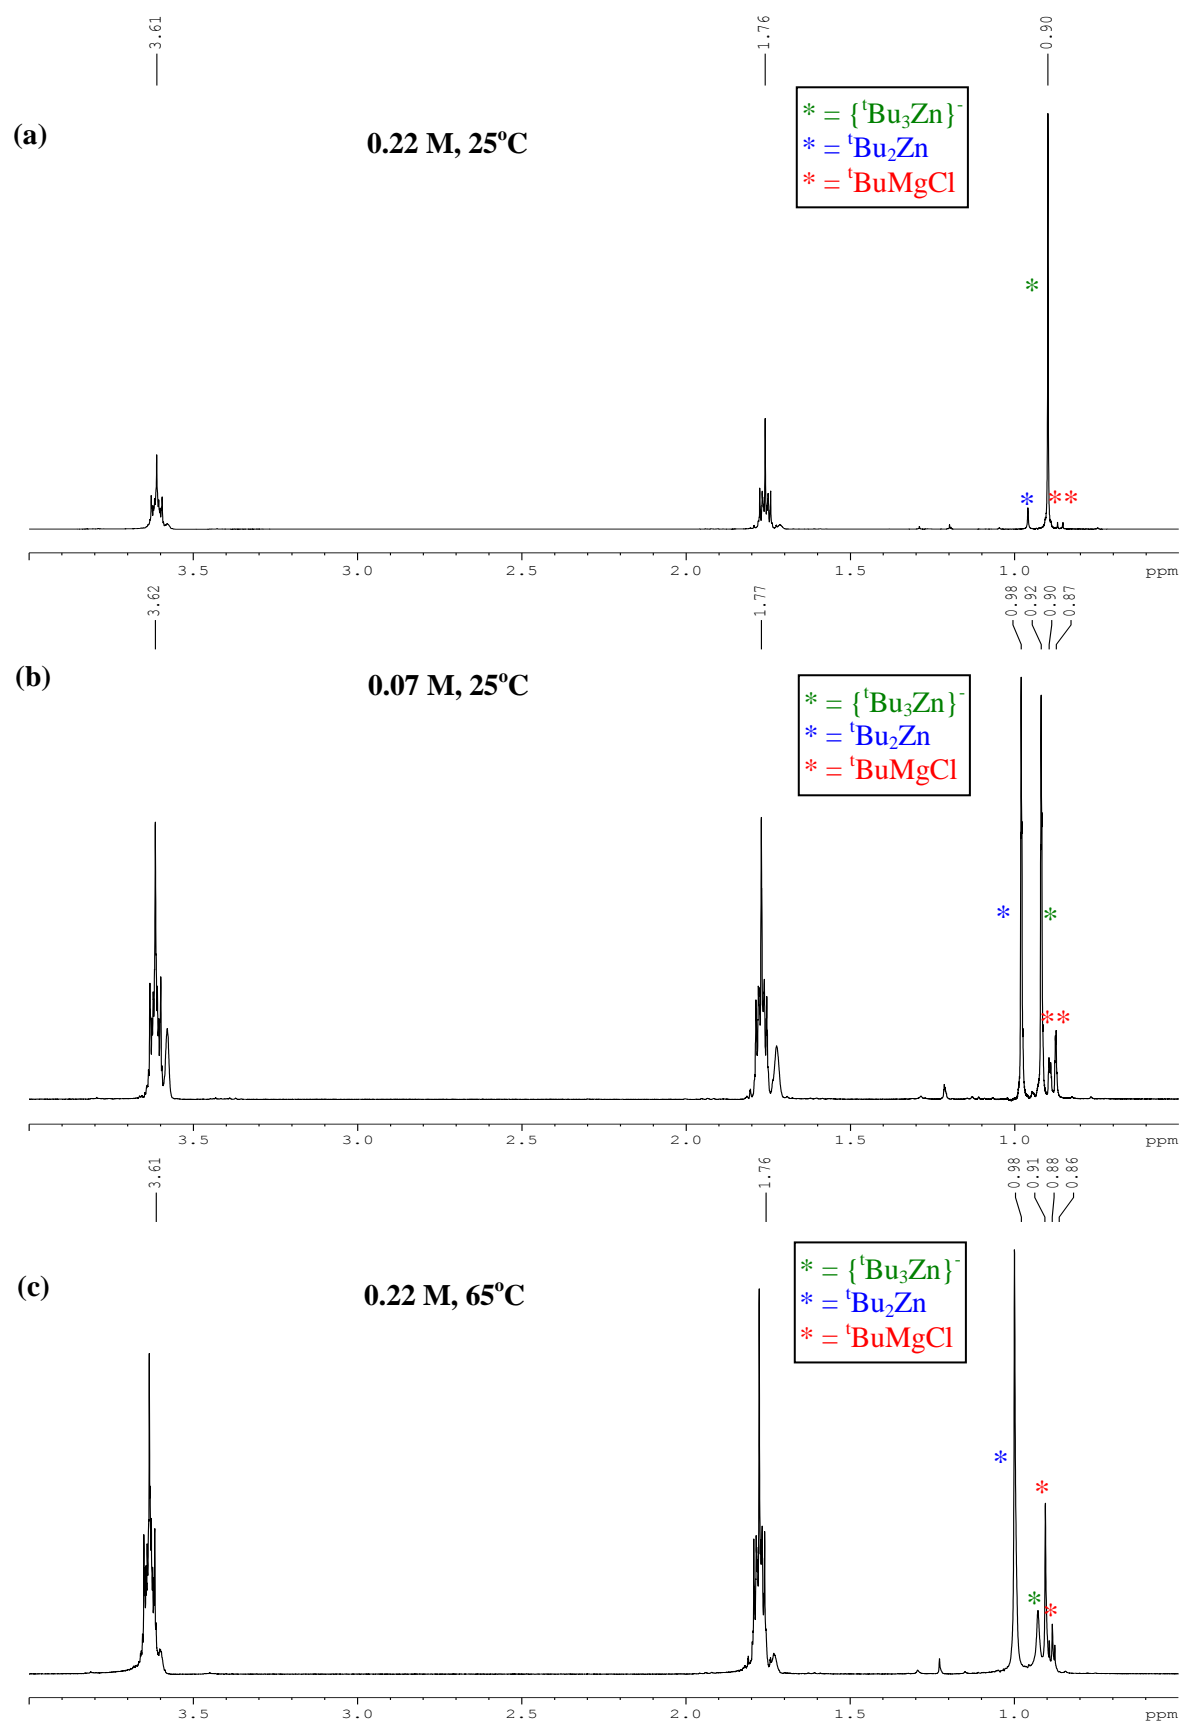 3.61
1.76
0.90
(a)
0.22 M, 25°C
* = {ᵗBu₃Zn}⁻
* = ᵗBu₂Zn
* = ᵗBuMgCl
*
*
**
3.5 3.0 2.5 2.0 1.5 1.0 ppm
3.62
1.77
0.98
0.92
0.90
0.87
(b)
0.07 M, 25°C
* = {ᵗBu₃Zn}⁻
* = ᵗBu₂Zn
* = ᵗBuMgCl
* *
**
3.5 3.0 2.5 2.0 1.5 1.0 ppm
3.61
1.76
0.98
0.91
0.88
0.86
(c)
0.22 M, 65°C
* = {ᵗBu₃Zn}⁻
* = ᵗBu₂Zn
* = ᵗBuMgCl
*
*
*
*
3.5 3.0 2.5 2.0 1.5 1.0 ppm